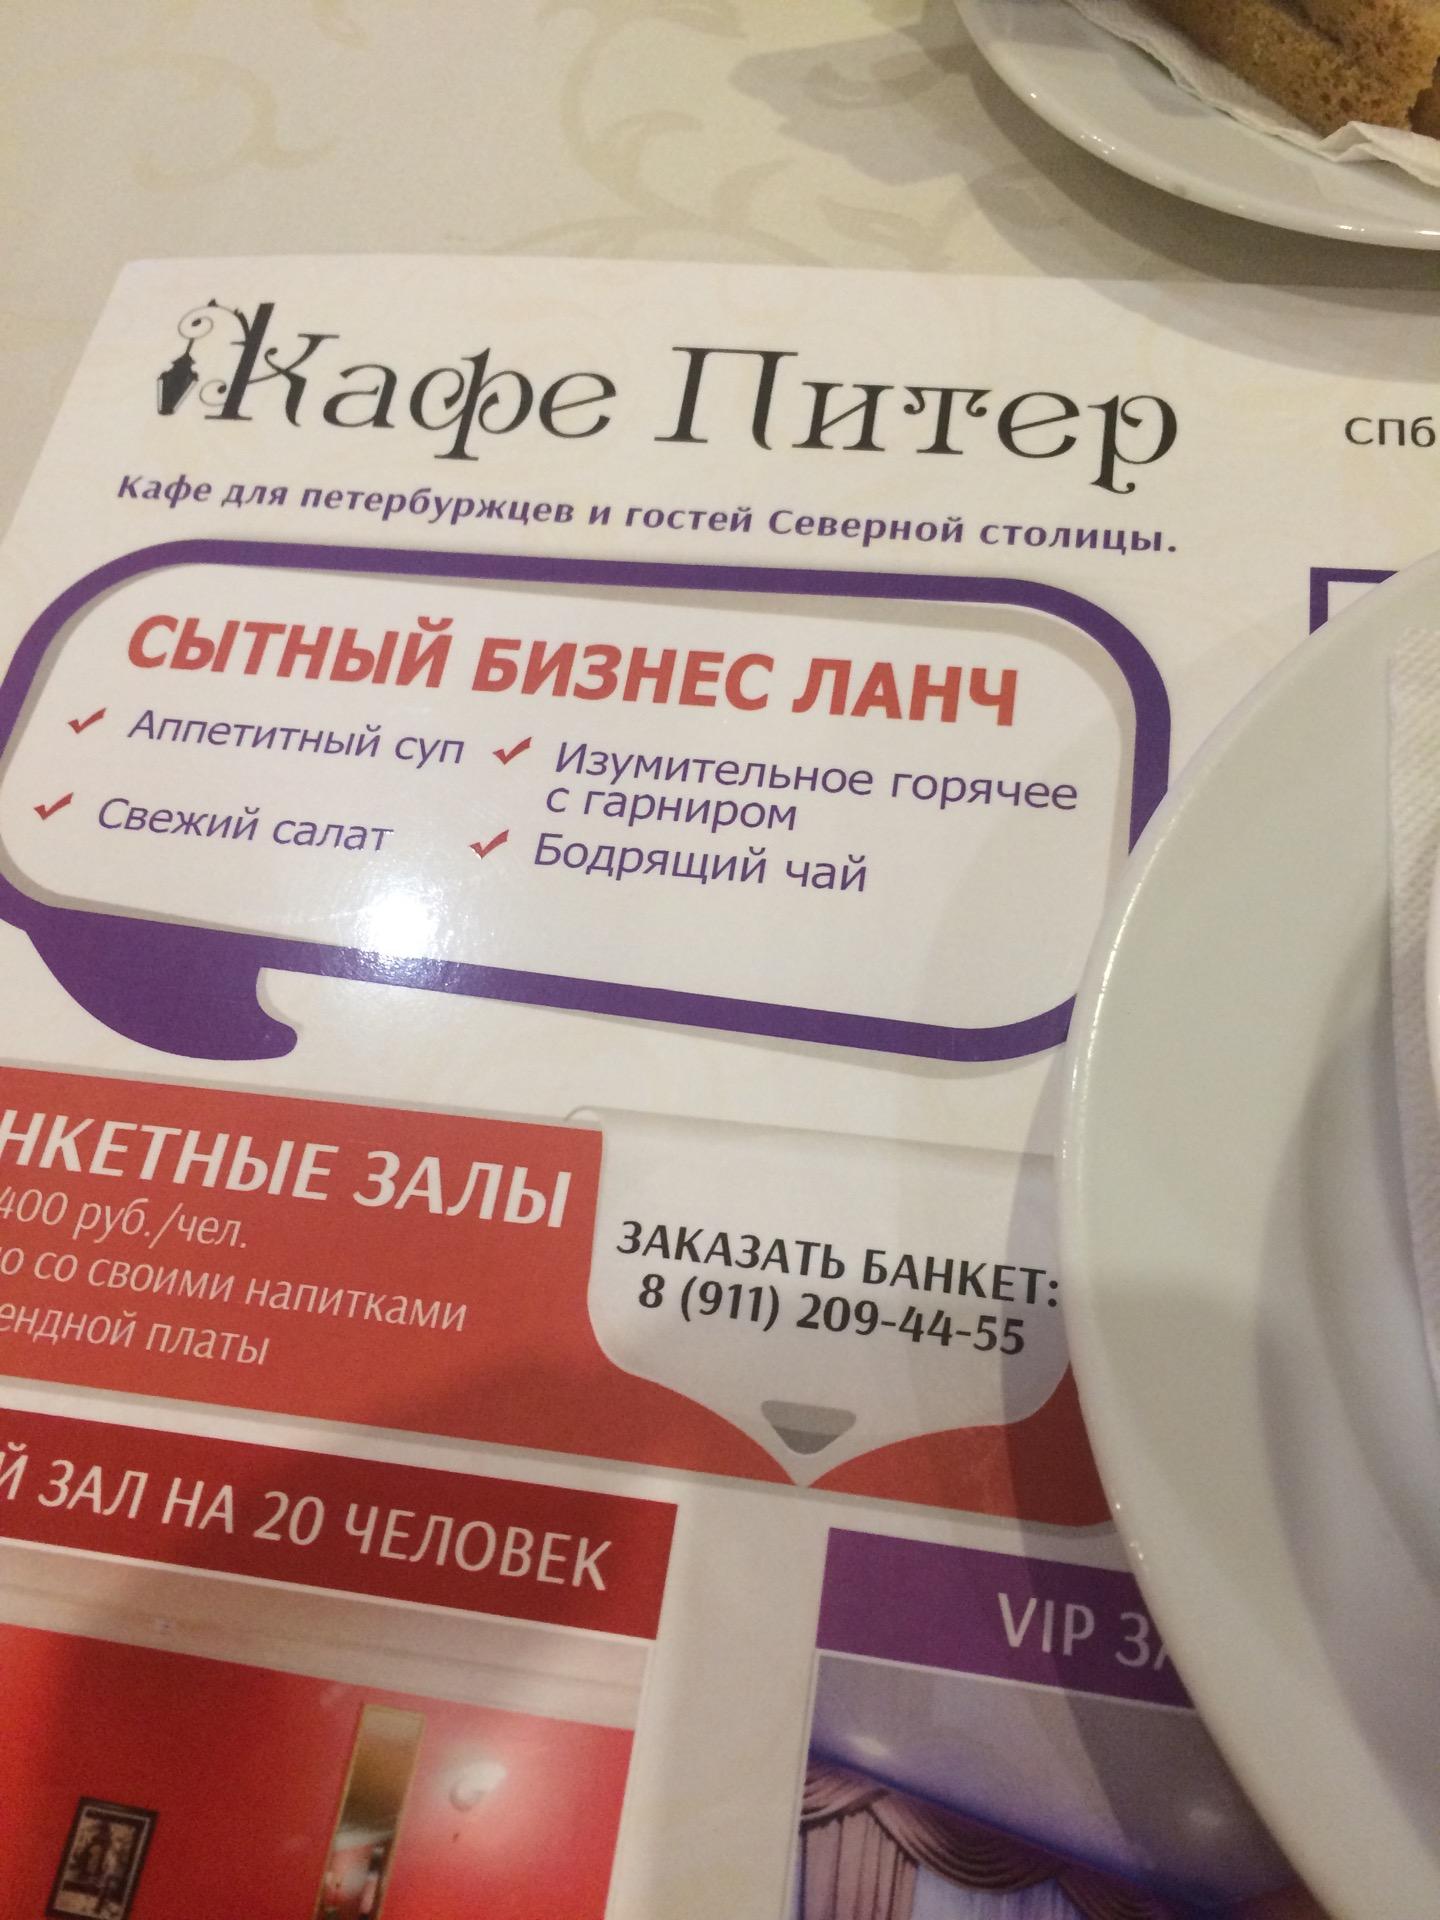 Кафе Питер
СПб
Кафе для петербуржцев и гостей Северной столицы.
СЫТНЫЙ БИЗНЕС ЛАНЧ
Аппетитный суп
Свежий салат
Изумительное горячее
с гарниром
Бодрящий чай
НКЕТНЫЕ ЗАЛЫ
400 руб./чел.
о со своими напитками
ендной платы
ЗАКАЗАТЬ БАНКЕТ:
8 (911) 209-44-55
Й ЗАЛ НА 20 ЧЕЛОВЕК
VIP ЗА